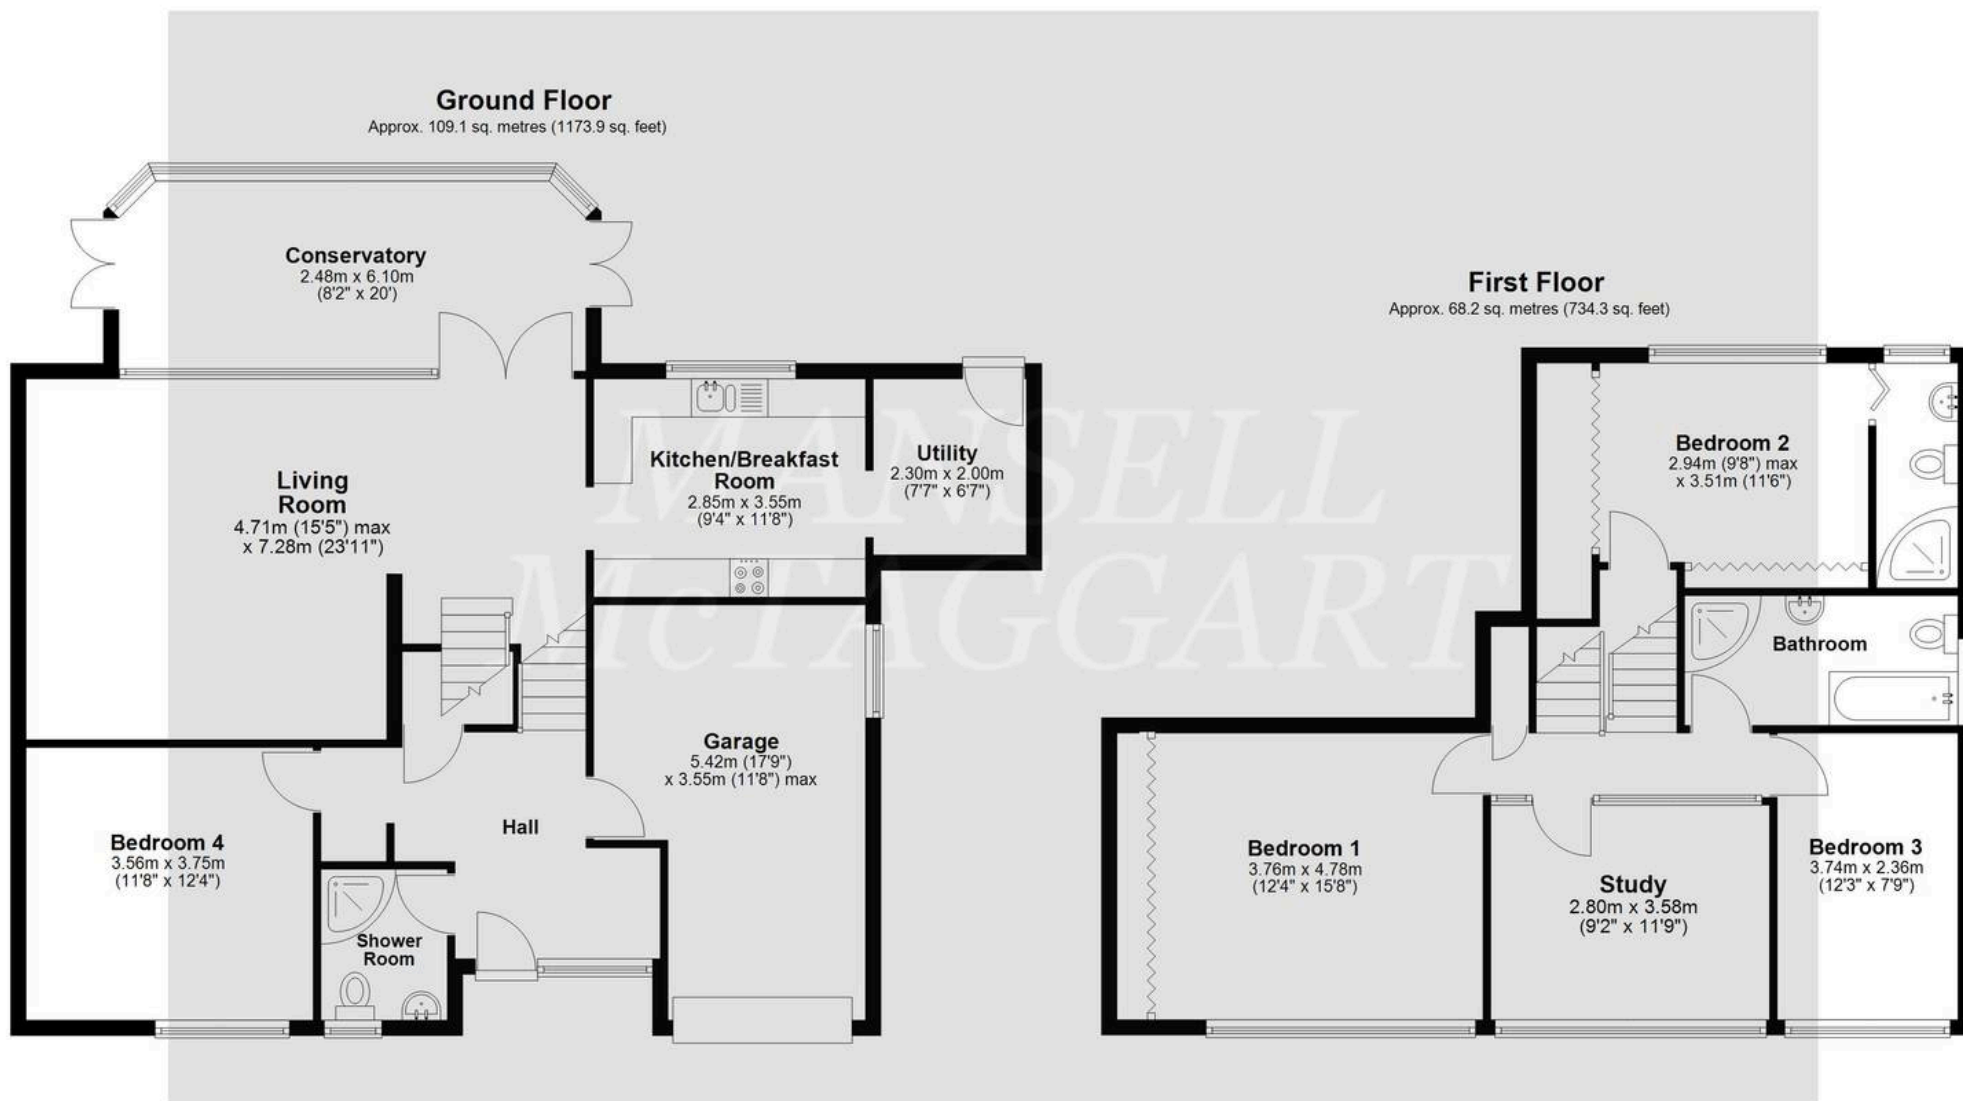 Ground Floor
Approx. 109.1 sq. metres (1173.9 sq. feet)
Conservatory
2.48m x 6.10m
(8'2" x 20')
First Floor
Approx. 68.2 sq. metres (734.3 sq. feet)
Living
Room
4.71m (15'5") max
x 7.28m (23'11")
Kitchen/Breakfast
Room
2.85m x 3.55m
(9'4" x 11'8")
Utility
2.30m x 2.00m
(7'7" x 6'7")
Bedroom 2
2.94m (9'8") max
x 3.51m (11'6")
MANSELL
McTAGGART
Bathroom
Garage
5.42m (17'9")
x 3.55m (11'8") max
Hall
Bedroom 4
3.56m x 3.75m
(11'8" x 12'4")
Shower
Room
Bedroom 1
3.76m x 4.78m
(12'4" x 15'8")
Study
2.80m x 3.58m
(9'2" x 11'9")
Bedroom 3
3.74m x 2.36m
(12'3" x 7'9")